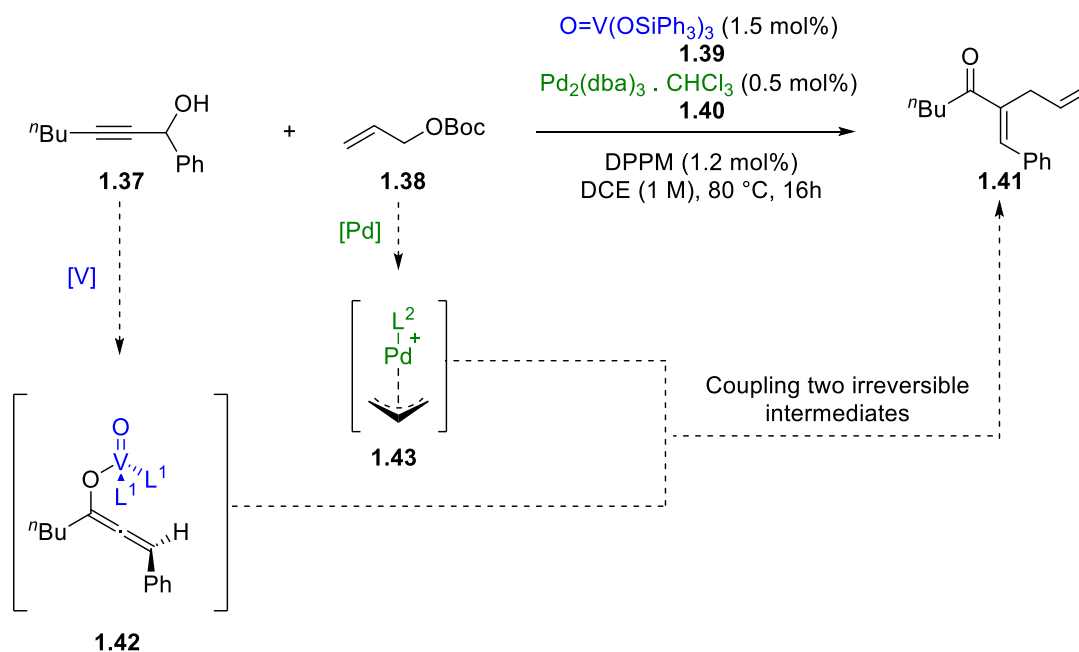 O=V(OSiPh₃)₃ (1.5 mol%)
1.39
Pd₂(dba)₃ . CHCl₃ (0.5 mol%)
1.40
DPPM (1.2 mol%)
DCE (1 M), 80 °C, 16h
ⁿBu
OH
Ph
1.37
+
OBoc
1.38
O
ⁿBu
Ph
1.41
[V]
[Pd]
L²
Pd⁺
1.43
Coupling two irreversible
intermediates
O
V
O
L¹
L¹
ⁿBu
H
Ph
1.42